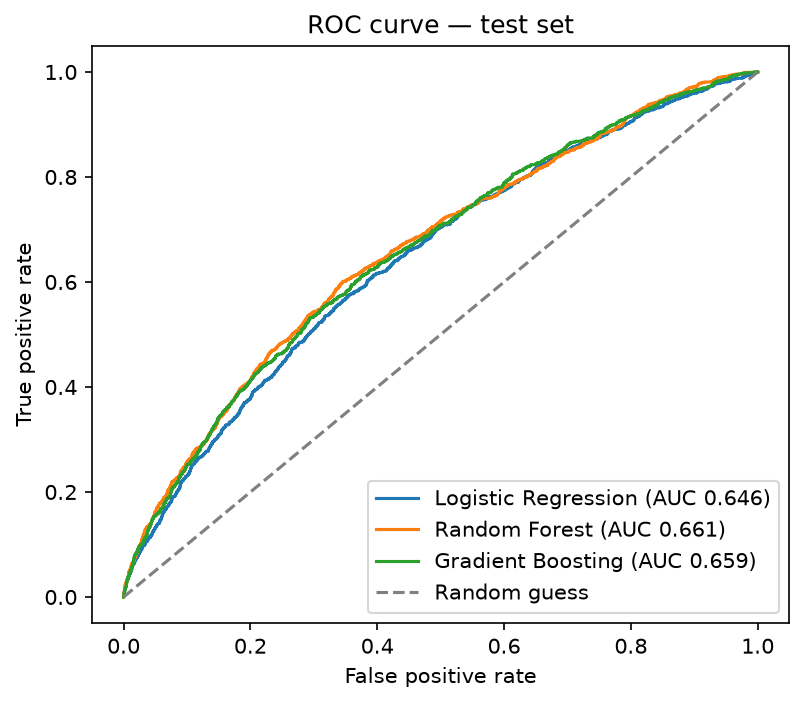 ROC curve — test set
True positive rate
1.0
0.8
0.6
0.4
0.2
0.0
Logistic Regression (AUC 0.646)
Random Forest (AUC 0.661)
Gradient Boosting (AUC 0.659)
Random guess
0.0 0.2 0.4 0.6 0.8 1.0
False positive rate